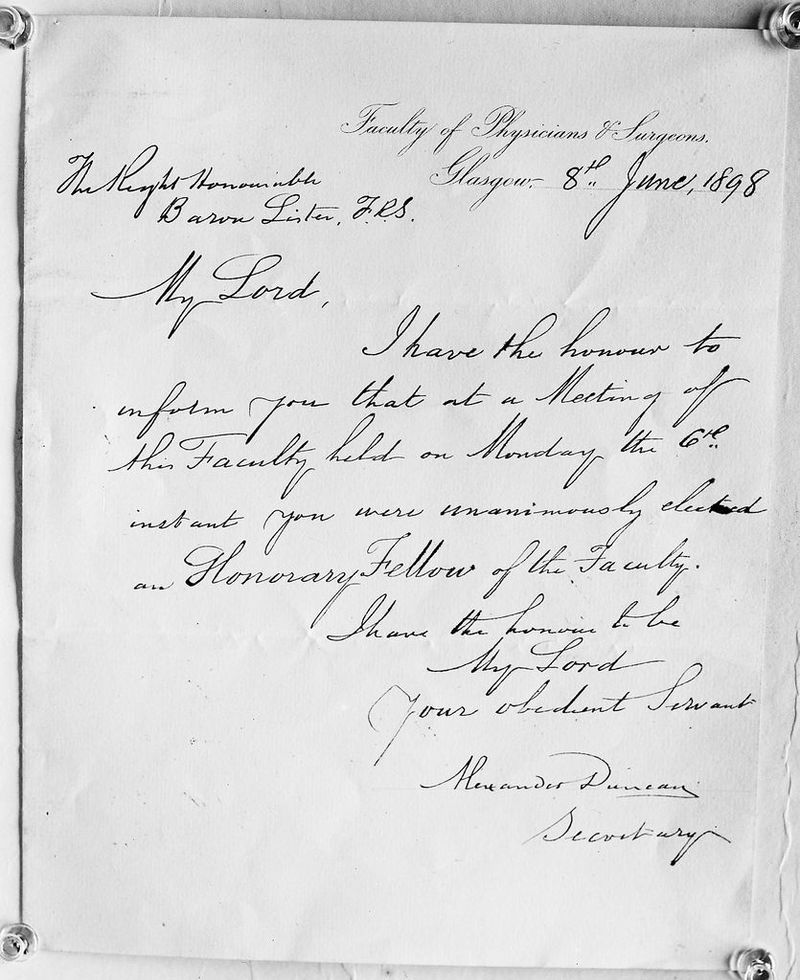 Faculty of Physicians & Surgeons.
Glasgow. 8th June, 1898
The Right Honourable
Baron Lister, F.R.S.
My Lord,
I have the honour to
inform you that at a Meeting of
this Faculty held on Monday the 6th
instant you were unanimously elected
an Honorary Fellow of the Faculty.
I have the honour to be
My Lord
Your obedient Servant
Alexander Duncan
Secretary